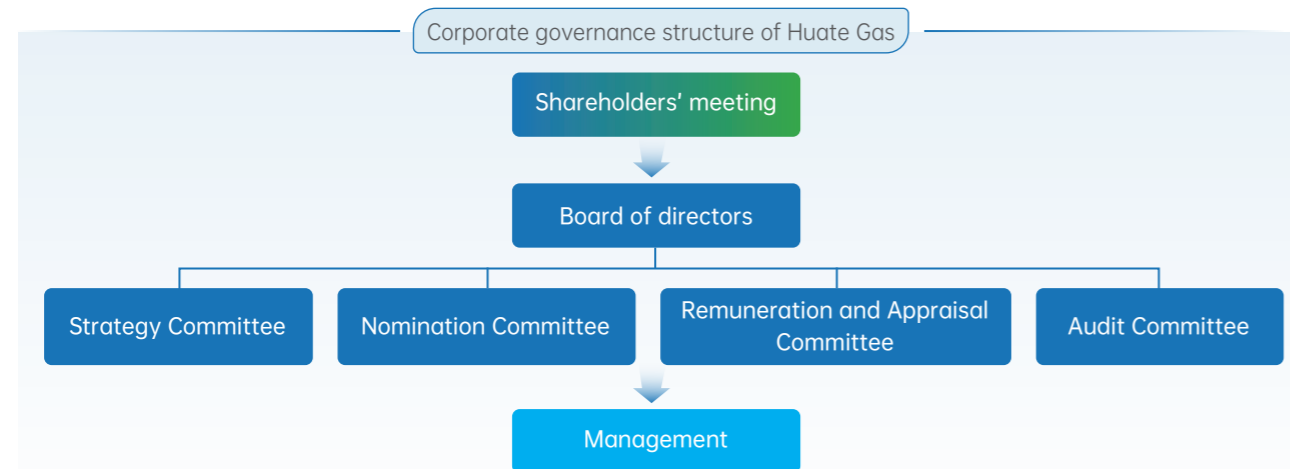 Corporate governance structure of Huate Gas
Shareholders' meeting
Board of directors
Strategy Committee
Nomination Committee
Remuneration and Appraisal
Committee
Audit Committee
Management